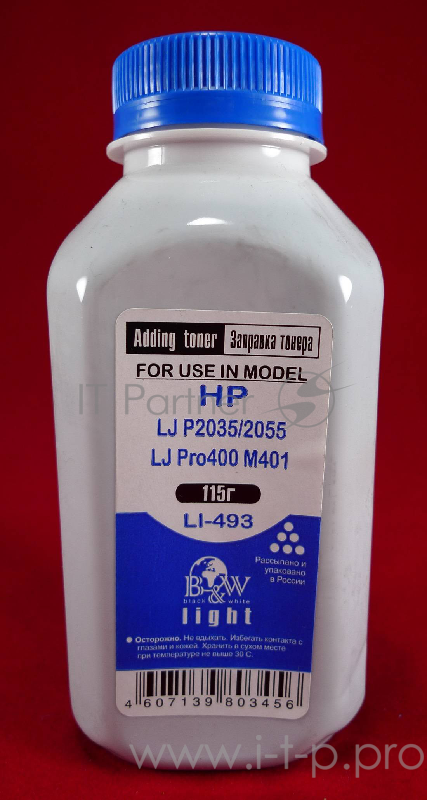 Adding toner Заправка тонера
FOR USE IN MODEL
HP
IT Partner
LJ P2035/2055
LJ Pro400 M401
115г
LI-493
Рассыпано и
упаковано
в России
B&W
black & white
light
● Осторожно. Не вдыхать. Избегать контакта с
глазами и кожей. Хранить в сухом месте
при температуре не выше 30 С.
4 607139 803456
www.i-t-p.pro